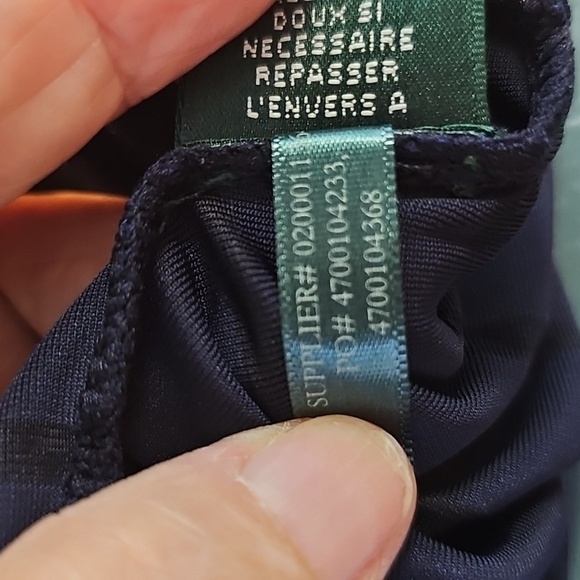 DOUX SI
NECESSAIRE
REPASSER
L'ENVERS A
SUPPLIER# 0200011
PO# 4700104233,
4700104368